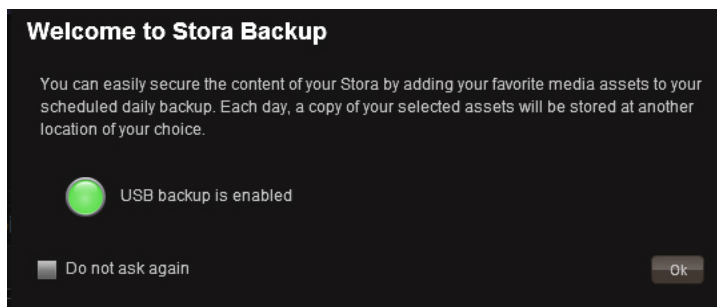 Welcome to Stora Backup
You can easily secure the content of your Stora by adding your favorite media assets to your
scheduled daily backup. Each day, a copy of your selected assets will be stored at another
location of your choice.
USB backup is enabled
Do not ask again
Ok